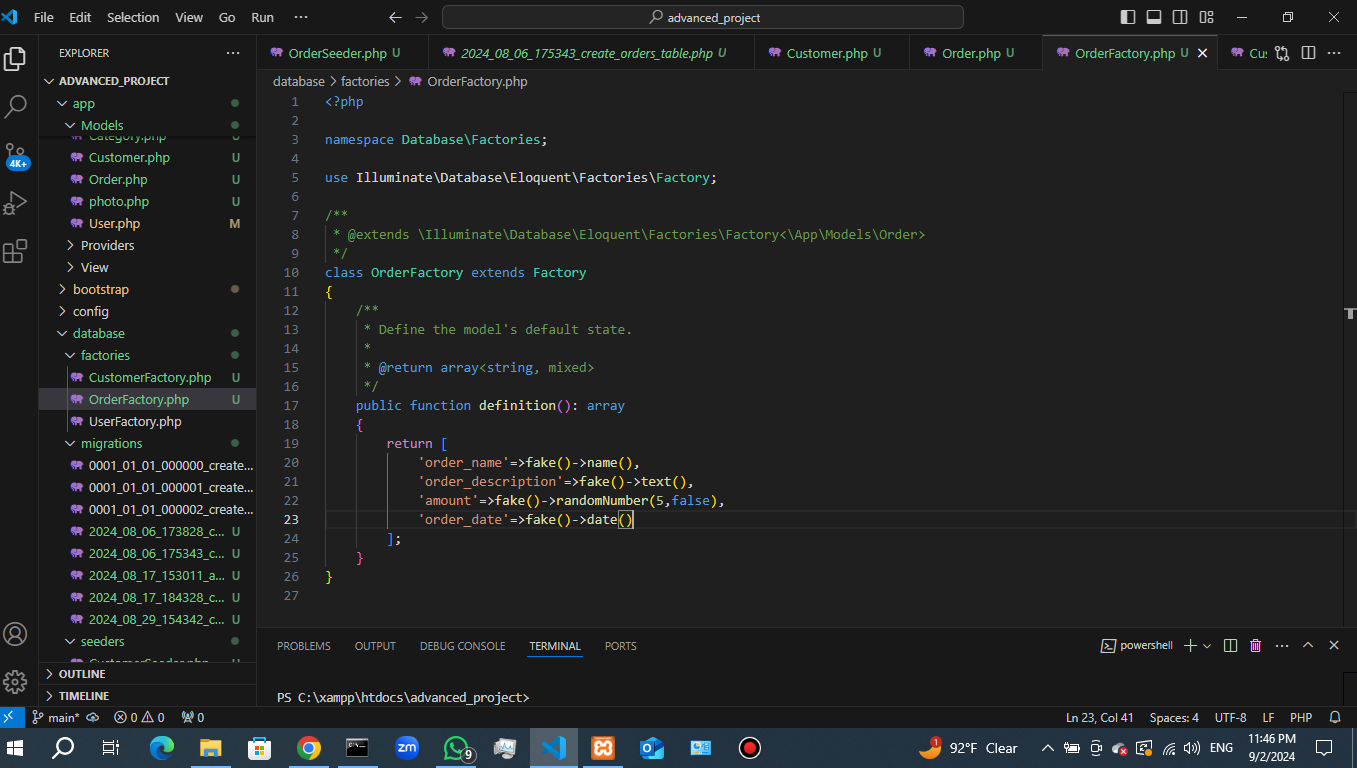 File Edit Selection View Go Run ··· advanced_project
EXPLORER ···
ADVANCED_PROJECT
app
Models
Category.php U
Customer.php U
Order.php U
photo.php U
User.php M
Providers
View
bootstrap
config
database
factories
CustomerFactory.php U
OrderFactory.php U
UserFactory.php
migrations
0001_01_01_000000_create...
0001_01_01_000001_create...
0001_01_01_000002_create...
2024_08_06_173828_c... U
2024_08_06_175343_c... U
2024_08_17_153011_a... U
2024_08_17_184328_c... U
2024_08_29_154342_c... U
seeders
CustomerSeeder.php U
OUTLINE
TIMELINE
4K+
OrderSeeder.php U 2024_08_06_175343_create_orders_table.php U Customer.php U Order.php U OrderFactory.php U Cus
database > factories > OrderFactory.php
1 <?php
2
3 namespace Database\Factories;
4
5 use Illuminate\Database\Eloquent\Factories\Factory;
6
7 /**
8 * @extends \Illuminate\Database\Eloquent\Factories\Factory<\App\Models\Order>
9 */
10 class OrderFactory extends Factory
11 {
12 /**
13 * Define the model's default state.
14 *
15 * @return array<string, mixed>
16 */
17 public function definition(): array
18 {
19 return [
20 'order_name'=>fake()->name(),
21 'order_description'=>fake()->text(),
22 'amount'=>fake()->randomNumber(5,false),
23 'order_date'=>fake()->date()
24 ];
25 }
26 }
27
PROBLEMS OUTPUT DEBUG CONSOLE TERMINAL PORTS powershell
PS C:\xampp\htdocs\advanced_project>
main* 0 0 0 Ln 23, Col 41 Spaces: 4 UTF-8 LF PHP
zm 9 1 92°F Clear ENG 11:46 PM
9/2/2024